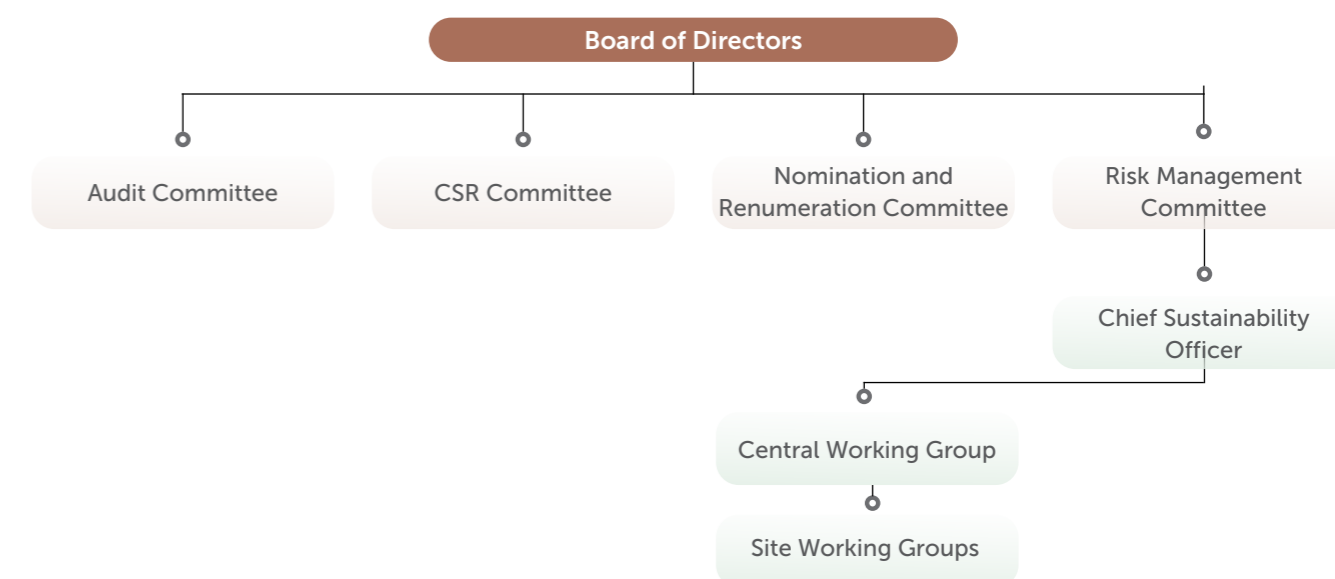 Board of Directors
Audit Committee
CSR Committee
Nomination and
Renumeration Committee
Risk Management
Committee
Chief Sustainability
Officer
Central Working Group
Site Working Groups